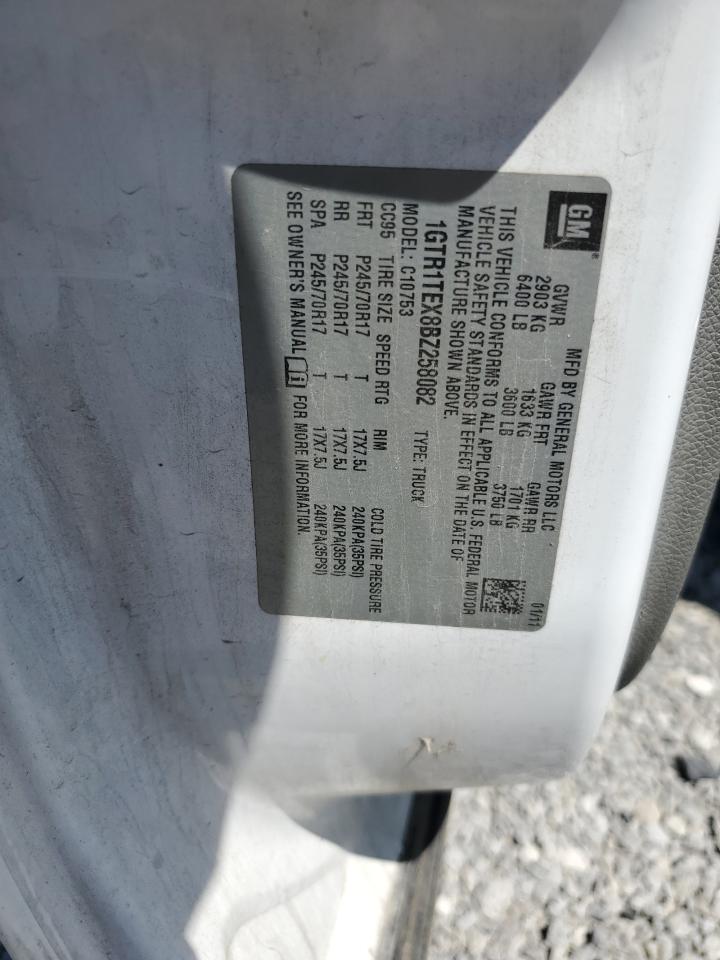 GM®
MFD BY GENERAL MOTORS LLC 01/11
GVWR GAWR FRT GAWR RR
2903 KG 1633 KG 1701 KG
6400 LB 3600 LB 3750 LB
THIS VEHICLE CONFORMS TO ALL APPLICABLE U.S. FEDERAL MOTOR
VEHICLE SAFETY STANDARDS IN EFFECT ON THE DATE OF
MANUFACTURE SHOWN ABOVE.
1GTR1TEX8BZ258082 TYPE: TRUCK
MODEL: C10753
CC95 TIRE SIZE SPEED RTG RIM COLD TIRE PRESSURE
FRT P245/70R17 T 17X7.5J 240KPA(35PSI)
RR P245/70R17 T 17X7.5J 240KPA(35PSI)
SPA P245/70R17 T 17X7.5J 240KPA(35PSI)
SEE OWNER'S MANUAL FOR MORE INFORMATION.